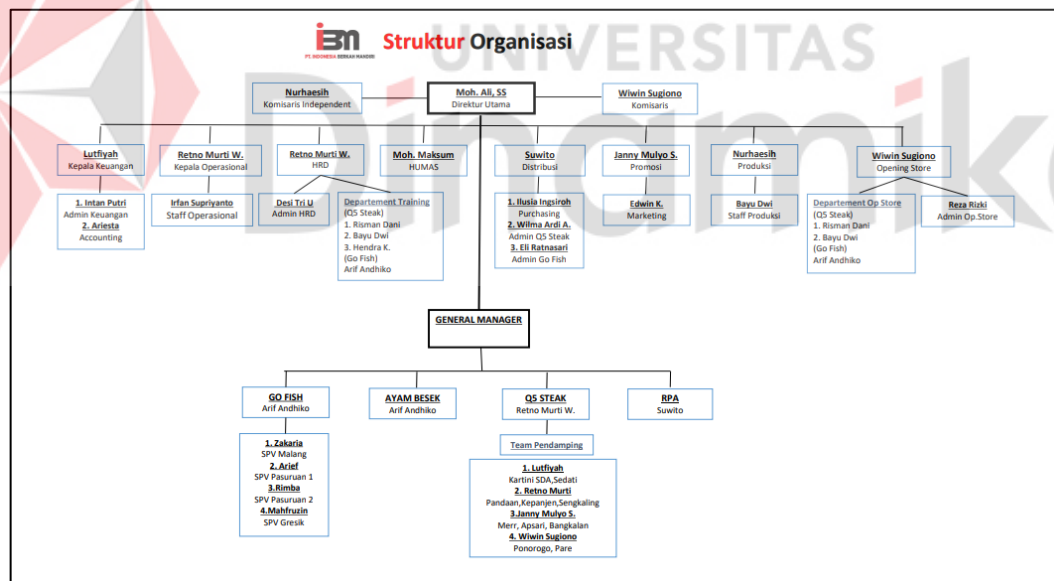 UNIVERSITAS
Dinamika
IBM
PT. INDONESIA BERKAH MANDIRI
Struktur Organisasi
Nurhaesih
Komisaris Independent
Moh. Ali, SS
Direktur Utama
Wiwin Sugiono
Komisaris
Lutfiyah
Kepala Keuangan
Retno Murti W.
Kepala Operasional
Retno Murti W.
HRD
Moh. Maksum
HUMAS
Suwito
Distribusi
Janny Mulyo S.
Promosi
Nurhaesih
Produksi
Wiwin Sugiono
Opening Store
1. Intan Putri
Admin Keuangan
2. Ariesta
Accounting
Irfan Supriyanto
Staff Operasional
Desi Tri U
Admin HRD
Departement Training
(Q5 Steak)
1. Risman Dani
2. Bayu Dwi
3. Hendra K.
(Go Fish)
Arif Andhiko
1. Ilusia Ingsiroh
Purchasing
2. Wilma Ardi A.
Admin Q5 Steak
3. Eli Ratnasari
Admin Go Fish
Edwin K.
Marketing
Bayu Dwi
Staff Produksi
Departement Op Store
(Q5 Steak)
1. Risman Dani
2. Bayu Dwi
(Go Fish)
Arif Andhiko
Reza Rizki
Admin Op.Store
GENERAL MANAGER
GO FISH
Arif Andhiko
AYAM BESEK
Arif Andhiko
Q5 STEAK
Retno Murti W.
RPA
Suwito
1. Zakaria
SPV Malang
2. Arief
SPV Pasuruan 1
3.Rimba
SPV Pasuruan 2
4.Mahfruzin
SPV Gresik
Team Pendamping
1. Lutfiyah
Kartini SDA,Sedati
2. Retno Murti
Pandaan,Kepanjen,Sengkaling
3.Janny Mulyo S.
Merr, Apsari, Bangkalan
4. Wiwin Sugiono
Ponorogo, Pare